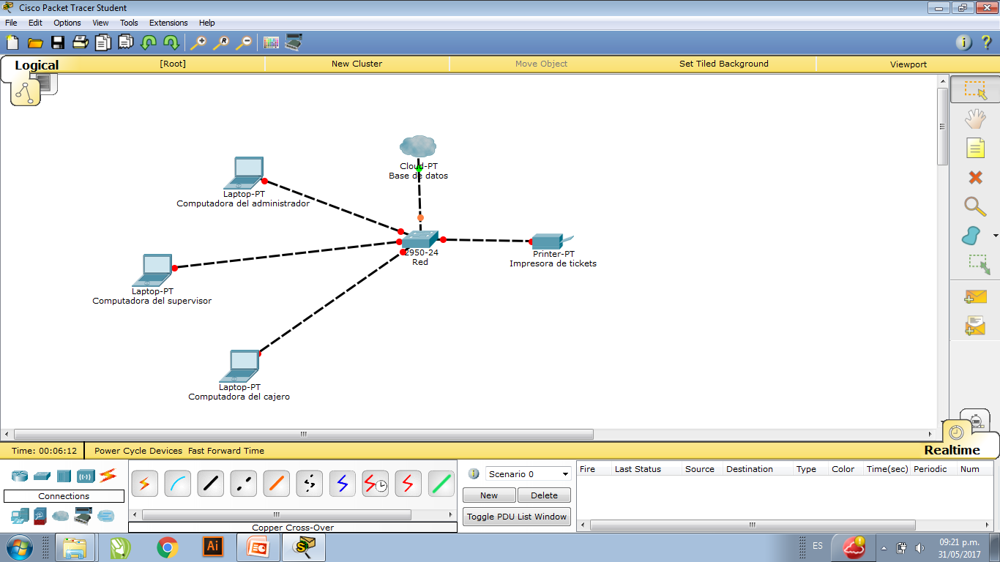 Cisco Packet Tracer Student
File Edit Options View Tools Extensions Help
Logical [Root] New Cluster Move Object Set Tiled Background Viewport
Cloud-PT
Base de datos
Laptop-PT
Computadora del administrador
2950-24
Red
Printer-PT
Impresora de tickets
Laptop-PT
Computadora del supervisor
Laptop-PT
Computadora del cajero
Time: 00:06:12 Power Cycle Devices Fast Forward Time Realtime
Connections
Copper Cross-Over
Scenario 0
New Delete
Toggle PDU List Window
Fire Last Status Source Destination Type Color Time(sec) Periodic Num
Ai
ES
09:21 p.m.
31/05/2017